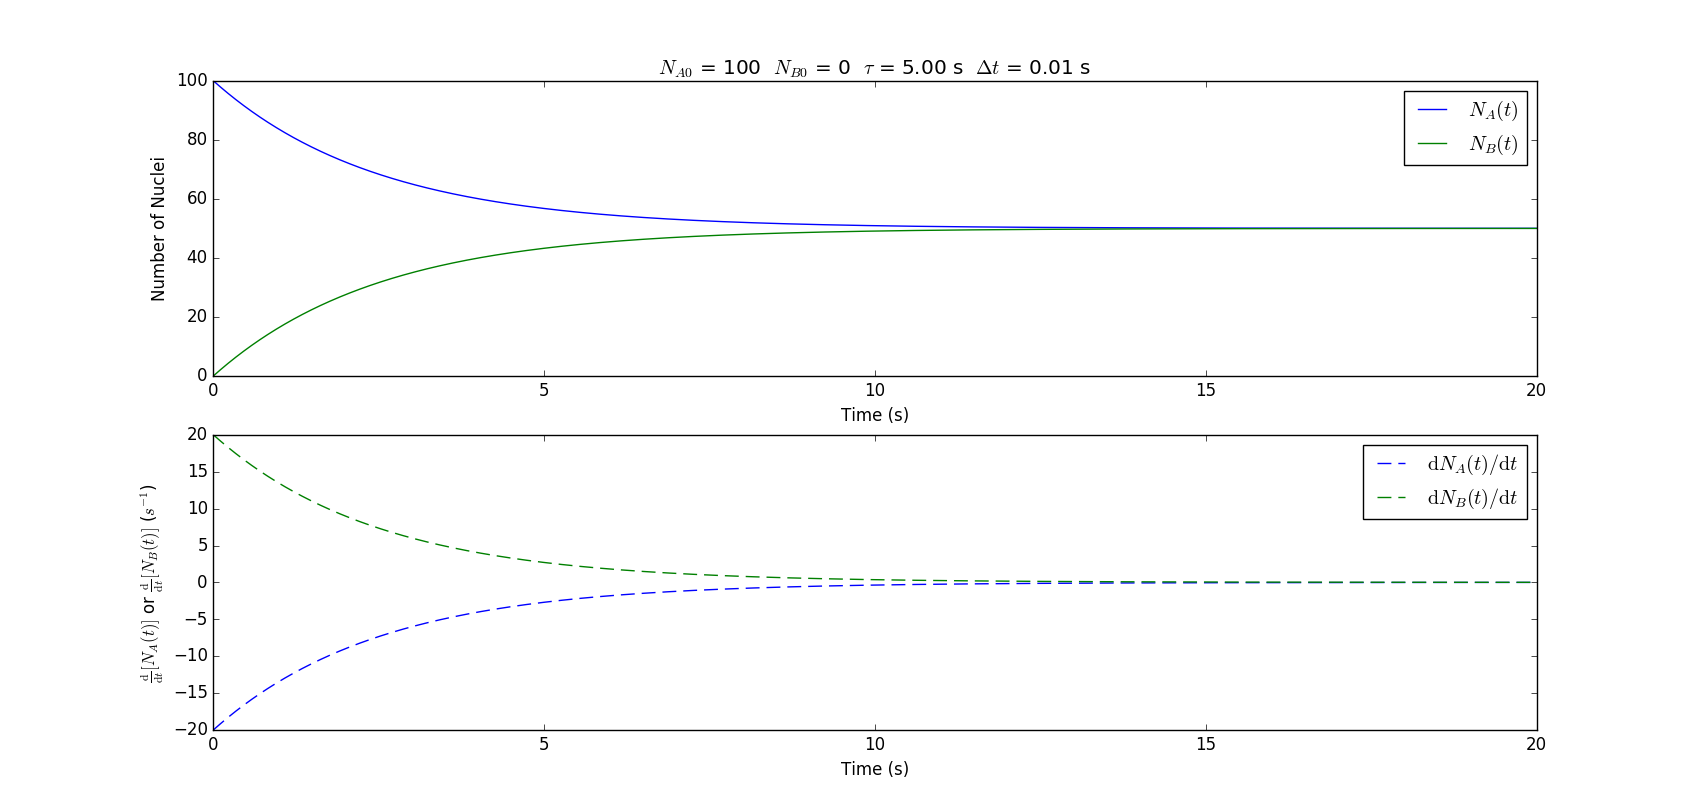 N_A0 = 100 N_B0 = 0 τ = 5.00 s Δt = 0.01 s
100
80
60
40
20
0
Number of Nuclei
N_A(t)
N_B(t)
0 5 10 15 20
Time (s)
20
15
10
5
0
−5
−10
−15
−20
d/dt[N_A(t)] or d/dt[N_B(t)] (s⁻¹)
dN_A(t)/dt
dN_B(t)/dt
0 5 10 15 20
Time (s)